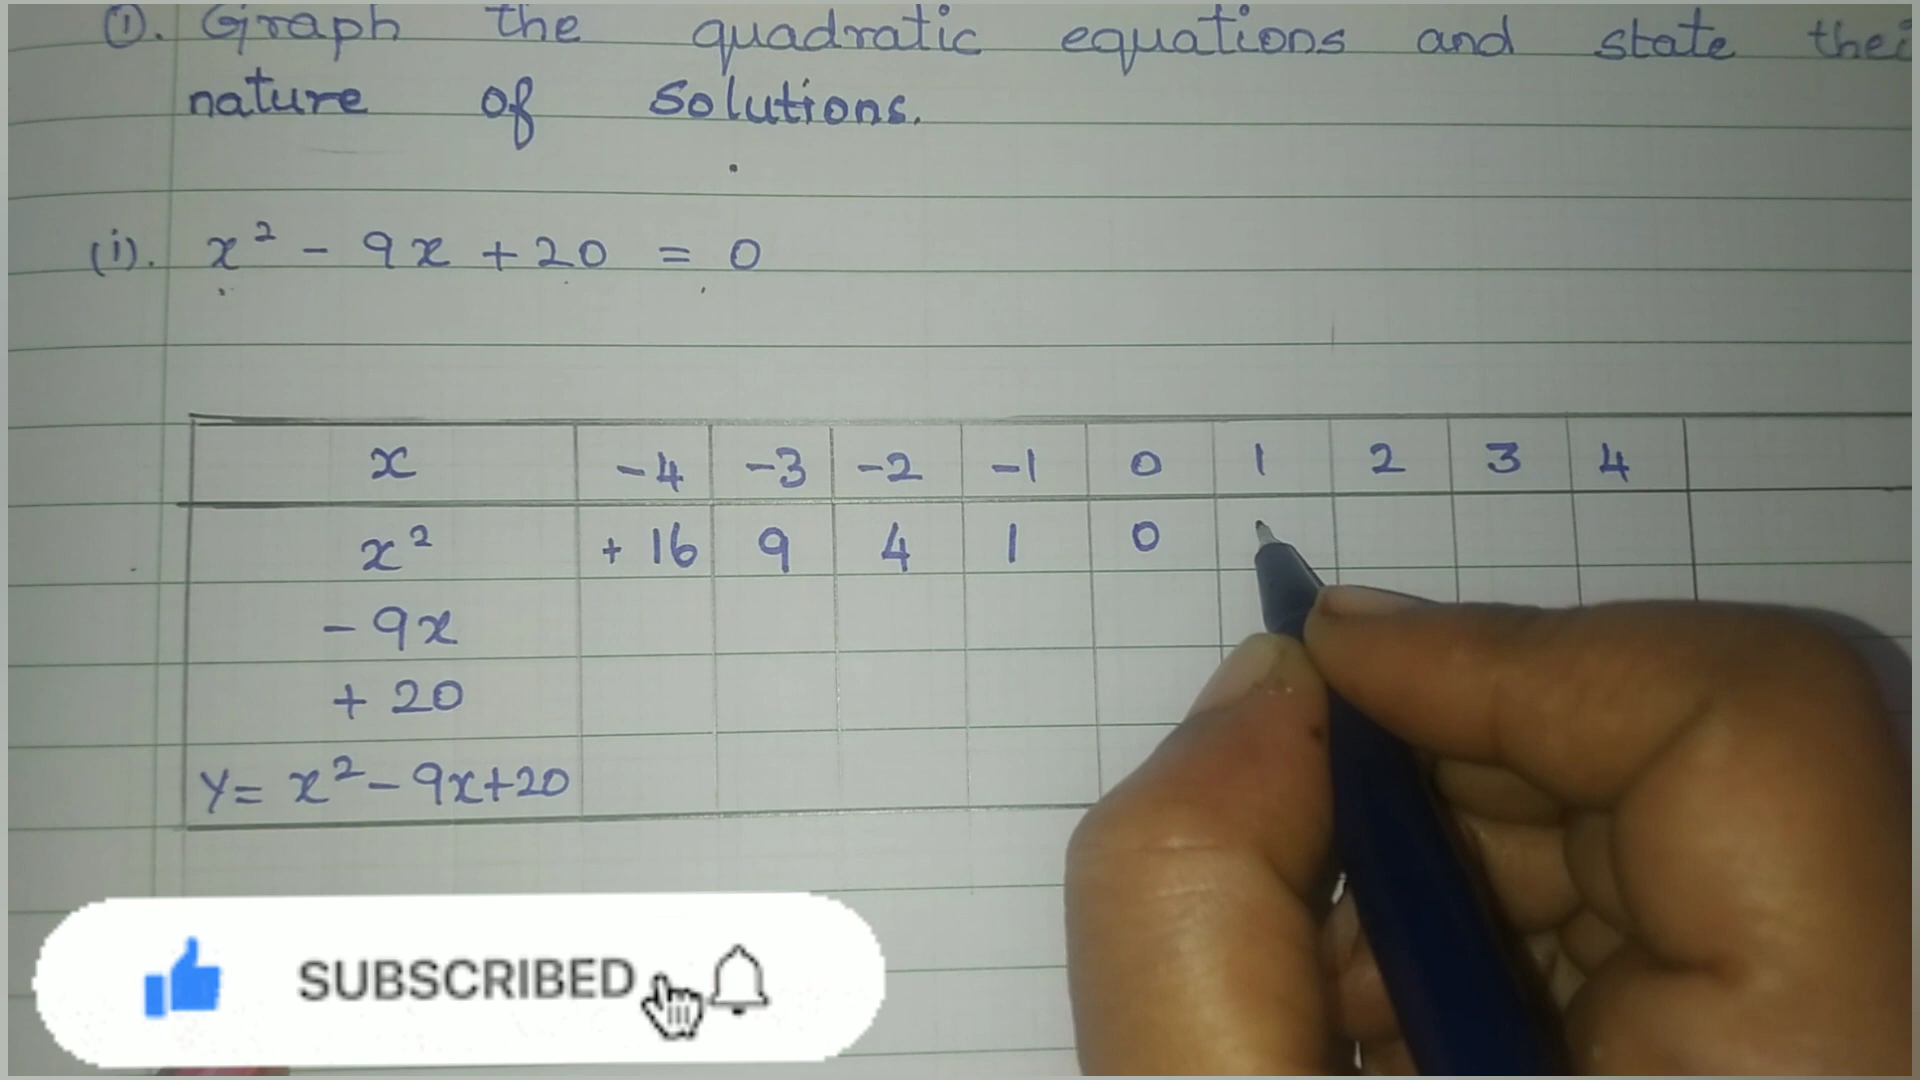 ①. Graph the quadratic equations and state thei
nature of Solutions.
(i). x² - 9x + 20 = 0
x -4 -3 -2 -1 0 1 2 3 4
x² + 16 9 4 1 0
- 9x
+ 20
Y = x² - 9x + 20
SUBSCRIBED